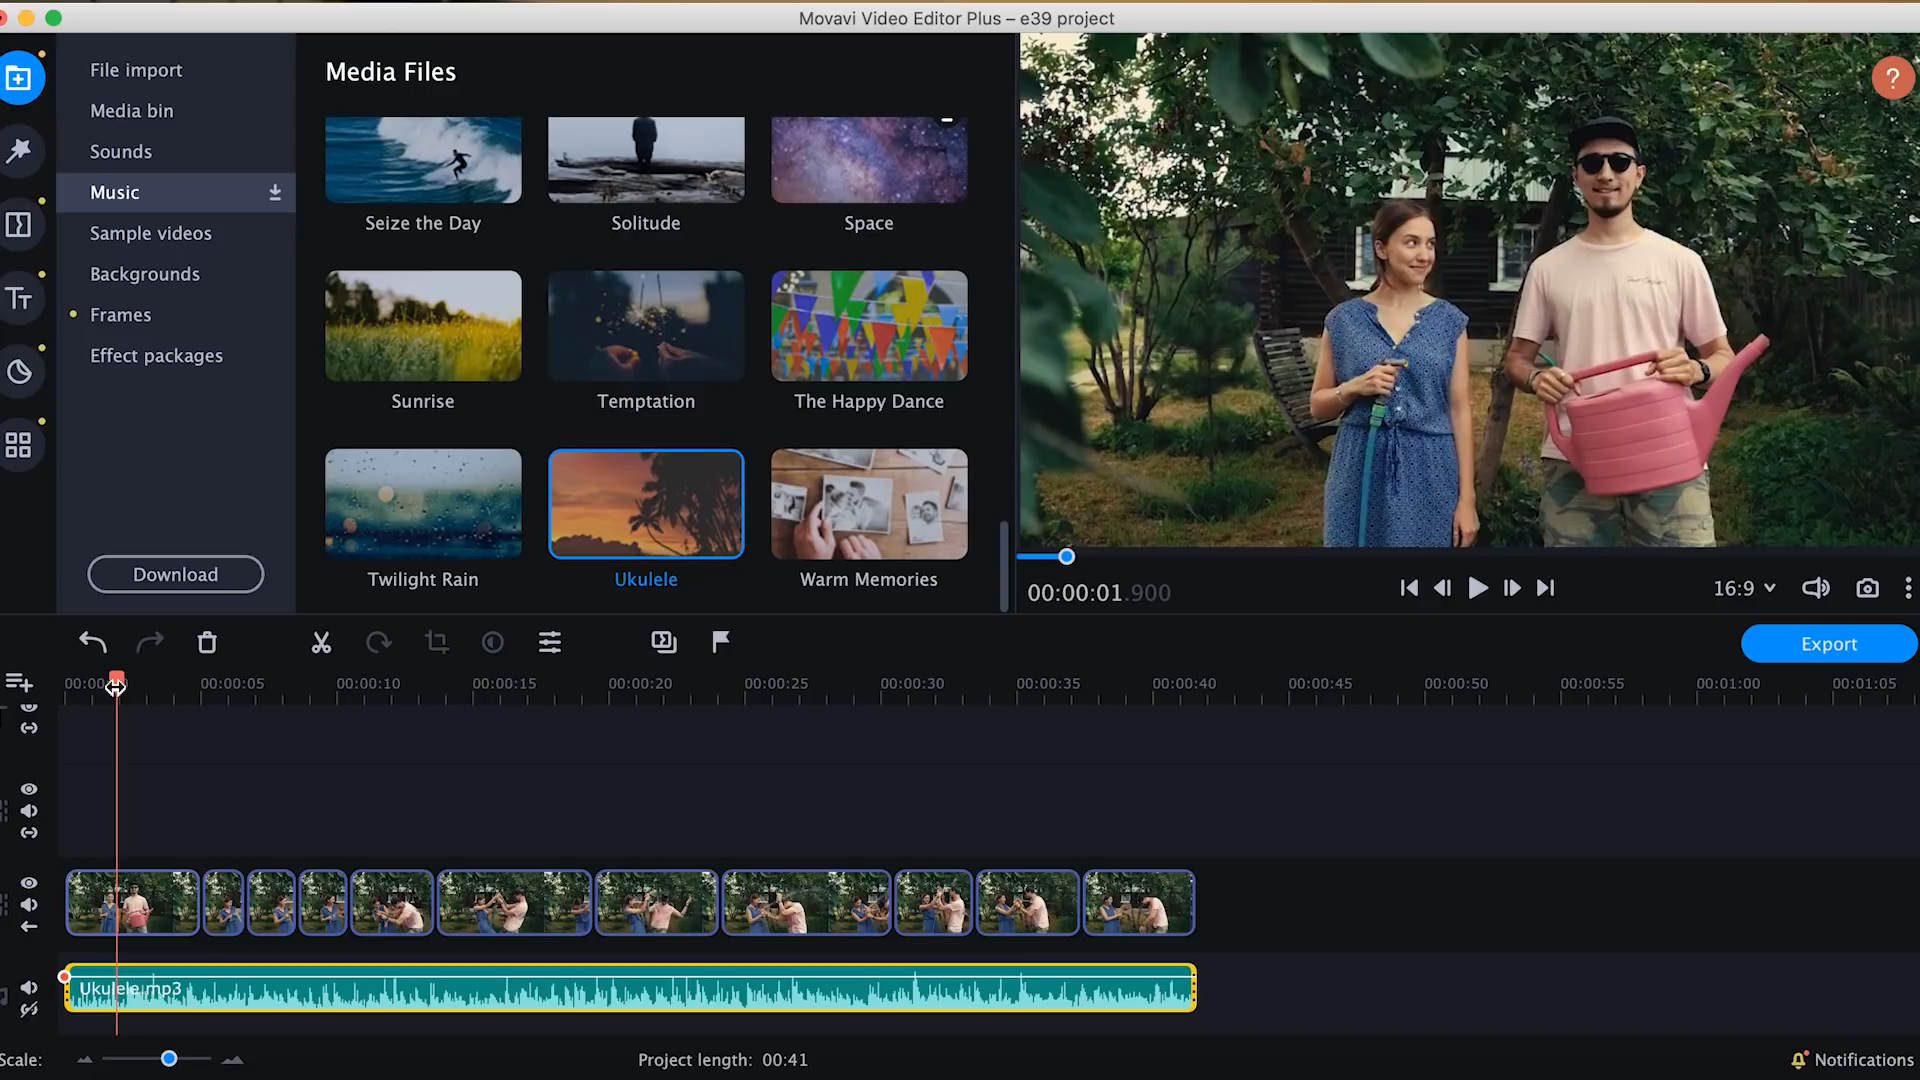 Movavi Video Editor Plus – e39 project
File import
Media bin
Sounds
Music
Sample videos
Backgrounds
Frames
Effect packages
Download
Media Files
Seize the Day
Solitude
Space
Sunrise
Temptation
The Happy Dance
Twilight Rain
Ukulele
Warm Memories
?
00:00:01.900
16:9
Export
00:00:05 00:00:10 00:00:15 00:00:20 00:00:25 00:00:30 00:00:35 00:00:40 00:00:45 00:00:50 00:00:55 00:01:00 00:01:05
Ukulele.mp3
Scale:
Project length: 00:41
Notifications